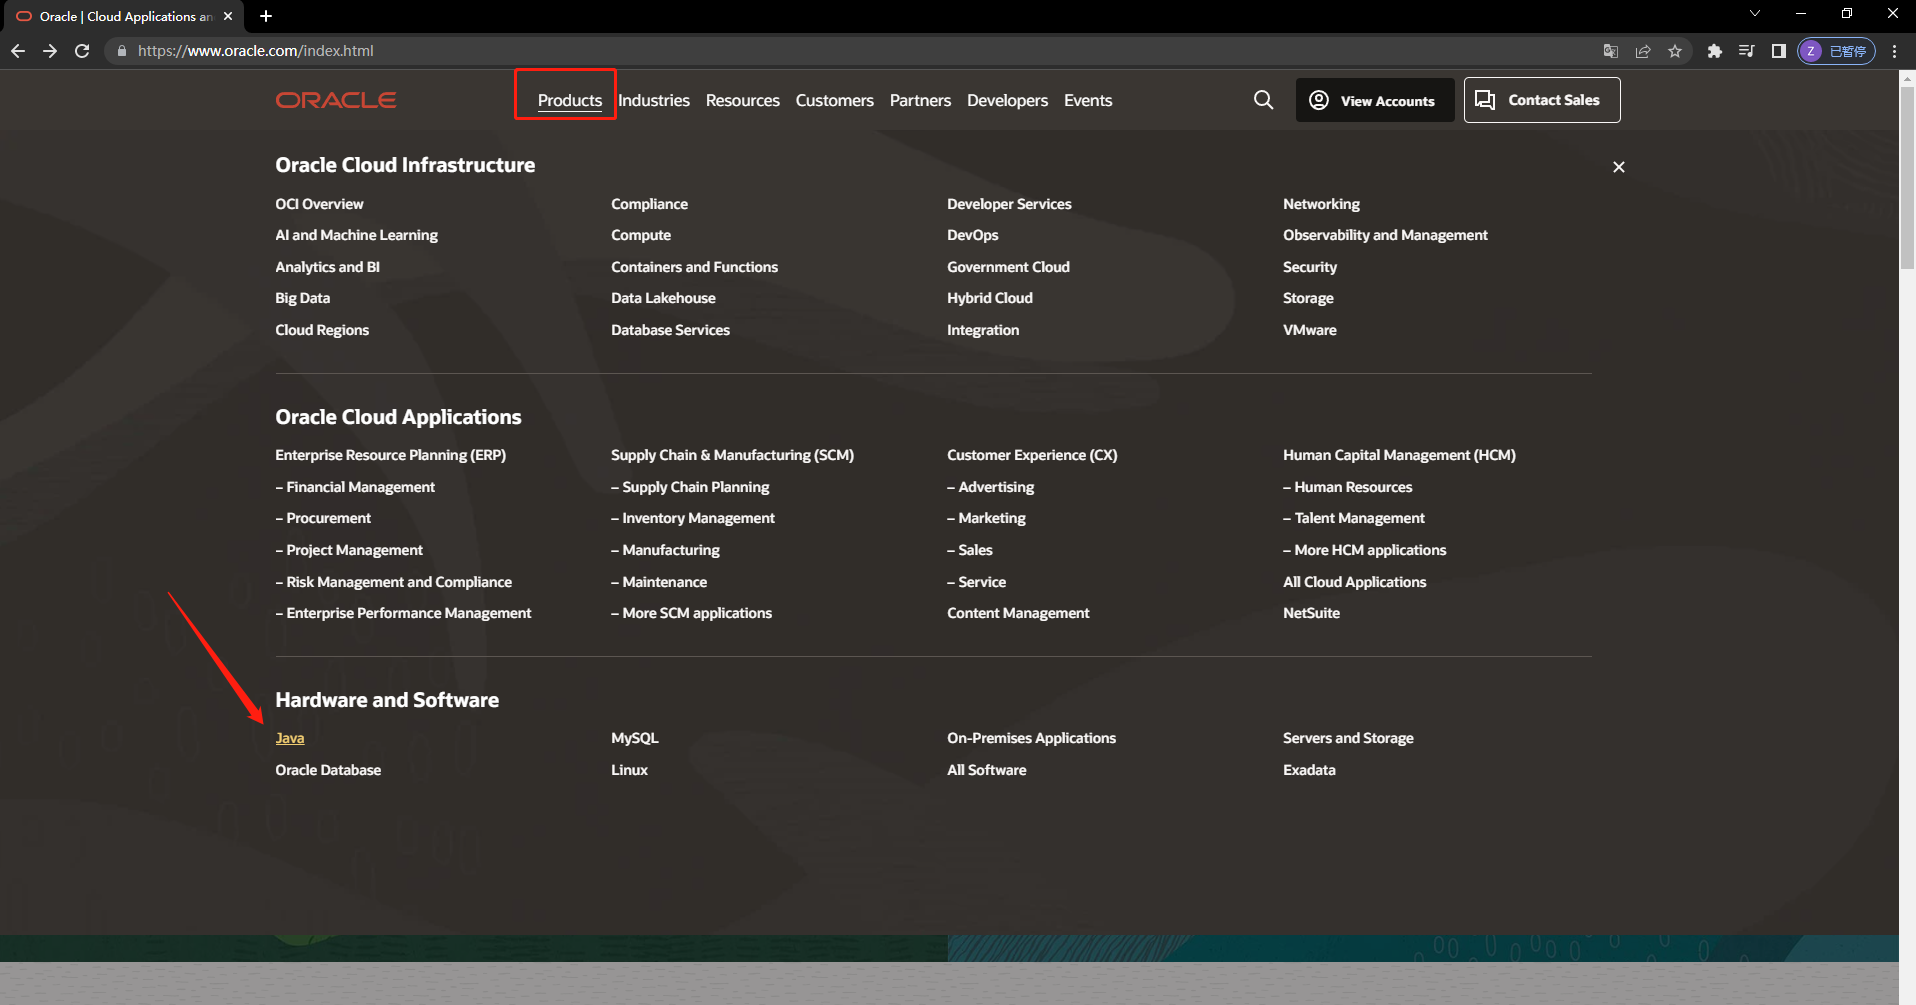 Oracle | Cloud Applications an
https://www.oracle.com/index.html
Z 已暂停
ORACLE
Products Industries Resources Customers Partners Developers Events
View Accounts
Contact Sales
Oracle Cloud Infrastructure
OCI Overview
AI and Machine Learning
Analytics and BI
Big Data
Cloud Regions
Compliance
Compute
Containers and Functions
Data Lakehouse
Database Services
Developer Services
DevOps
Government Cloud
Hybrid Cloud
Integration
Networking
Observability and Management
Security
Storage
VMware
Oracle Cloud Applications
Enterprise Resource Planning (ERP)
– Financial Management
– Procurement
– Project Management
– Risk Management and Compliance
– Enterprise Performance Management
Supply Chain & Manufacturing (SCM)
– Supply Chain Planning
– Inventory Management
– Manufacturing
– Maintenance
– More SCM applications
Customer Experience (CX)
– Advertising
– Marketing
– Sales
– Service
Content Management
Human Capital Management (HCM)
– Human Resources
– Talent Management
– More HCM applications
All Cloud Applications
NetSuite
Hardware and Software
Java
Oracle Database
MySQL
Linux
On-Premises Applications
All Software
Servers and Storage
Exadata